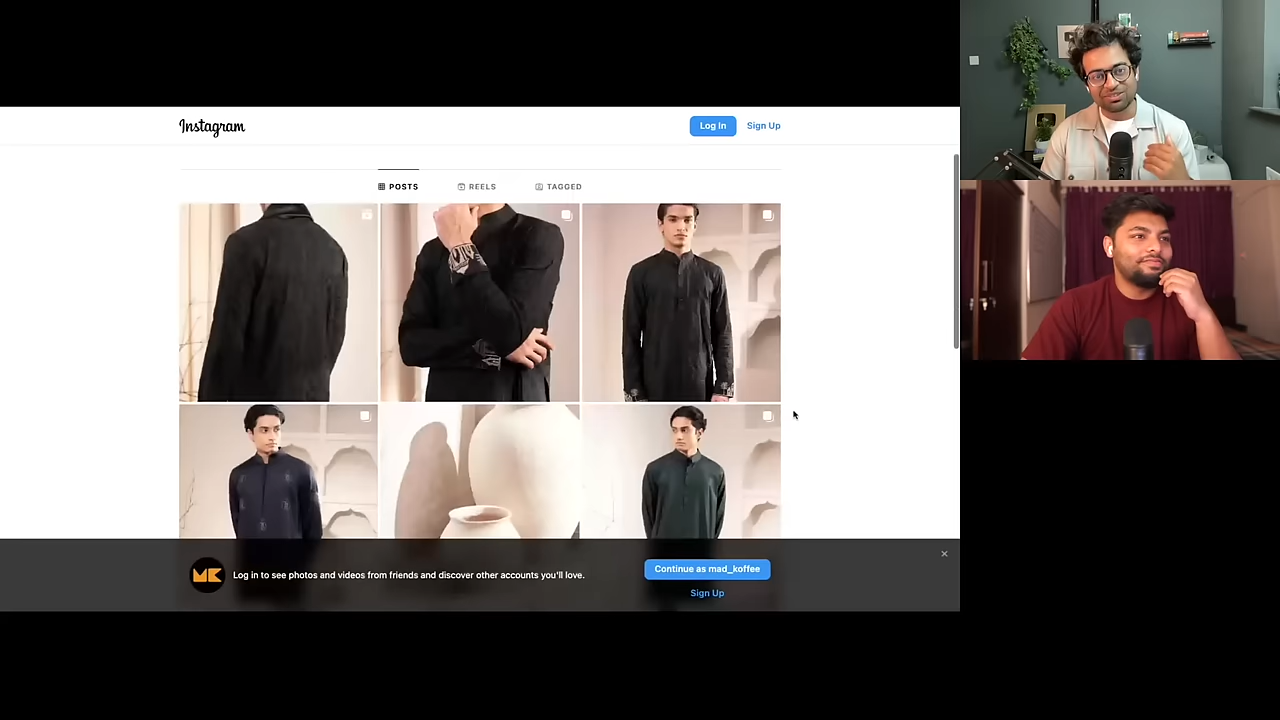 Instagram
Log In
Sign Up
POSTS
REELS
TAGGED
MK
Log in to see photos and videos from friends and discover other accounts you'll love.
Continue as mad_koffee
Sign Up